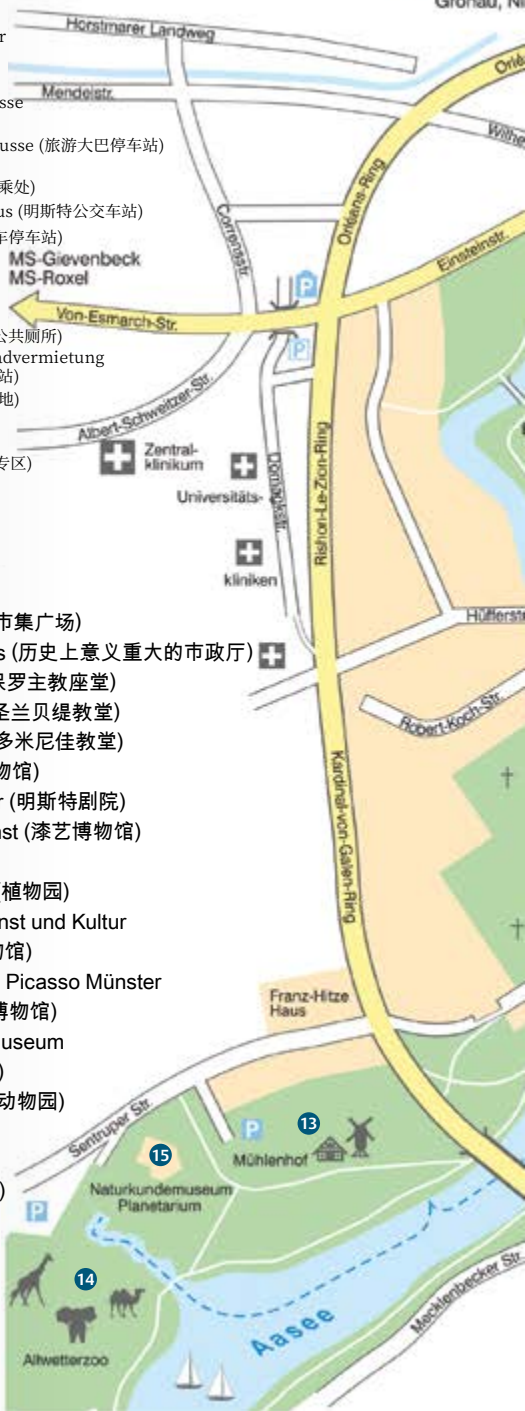 Gronau, Ni
Horstmarer Landweg
r
Orlé
Mendelstr.
sse
Wilhe
usse (旅游大巴停车站)
乘处)
us (明斯特公交车站)
Orléans-Ring
Corrensstr.
车停车站)
MS-Gievenbeck
MS-Roxel
Einsteinstr.
P
Von-Esmarch-Str.
公共厕所)
P
advermietung
站)
地)
Albert-Schweitzer-Str.
专区)
Zentral-
klinikum
Domagkstr.
Rishon-Le-Zion-Ring
Universitäts-
kliniken
Hüfferstr
市集广场)
s (历史上意义重大的市政厅)
保罗主教座堂)
圣兰贝缇教堂)
Robert-Koch-Str.
多米尼佳教堂)
物馆)
r (明斯特剧院)
nst (漆艺博物馆)
Kardinal-von-Galen-Ring
植物园)
nst und Kultur
物馆)
Picasso Münster
博物馆)
Franz-Hitze
Haus
useum
)
动物园)
Sentruper Str.
P
13
Mühlenhof
15
Naturkundemuseum
Planetarium
)
P
14
Aasee
Mecklenbecker Str.
Allwetterzoo